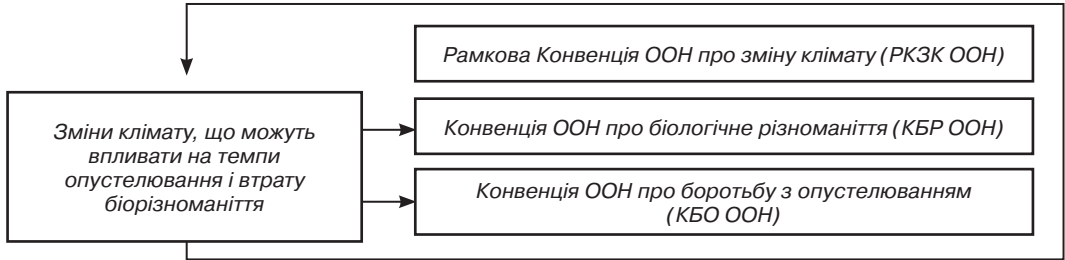 Рамкова Конвенція ООН про зміну клімату (РКЗК ООН)
Зміни клімату, що можуть
впливати на темпи
опустелювання і втрату
біорізноманіття
Конвенція ООН про біологічне різноманіття (КБР ООН)
Конвенція ООН про боротьбу з опустелюванням
(КБО ООН)